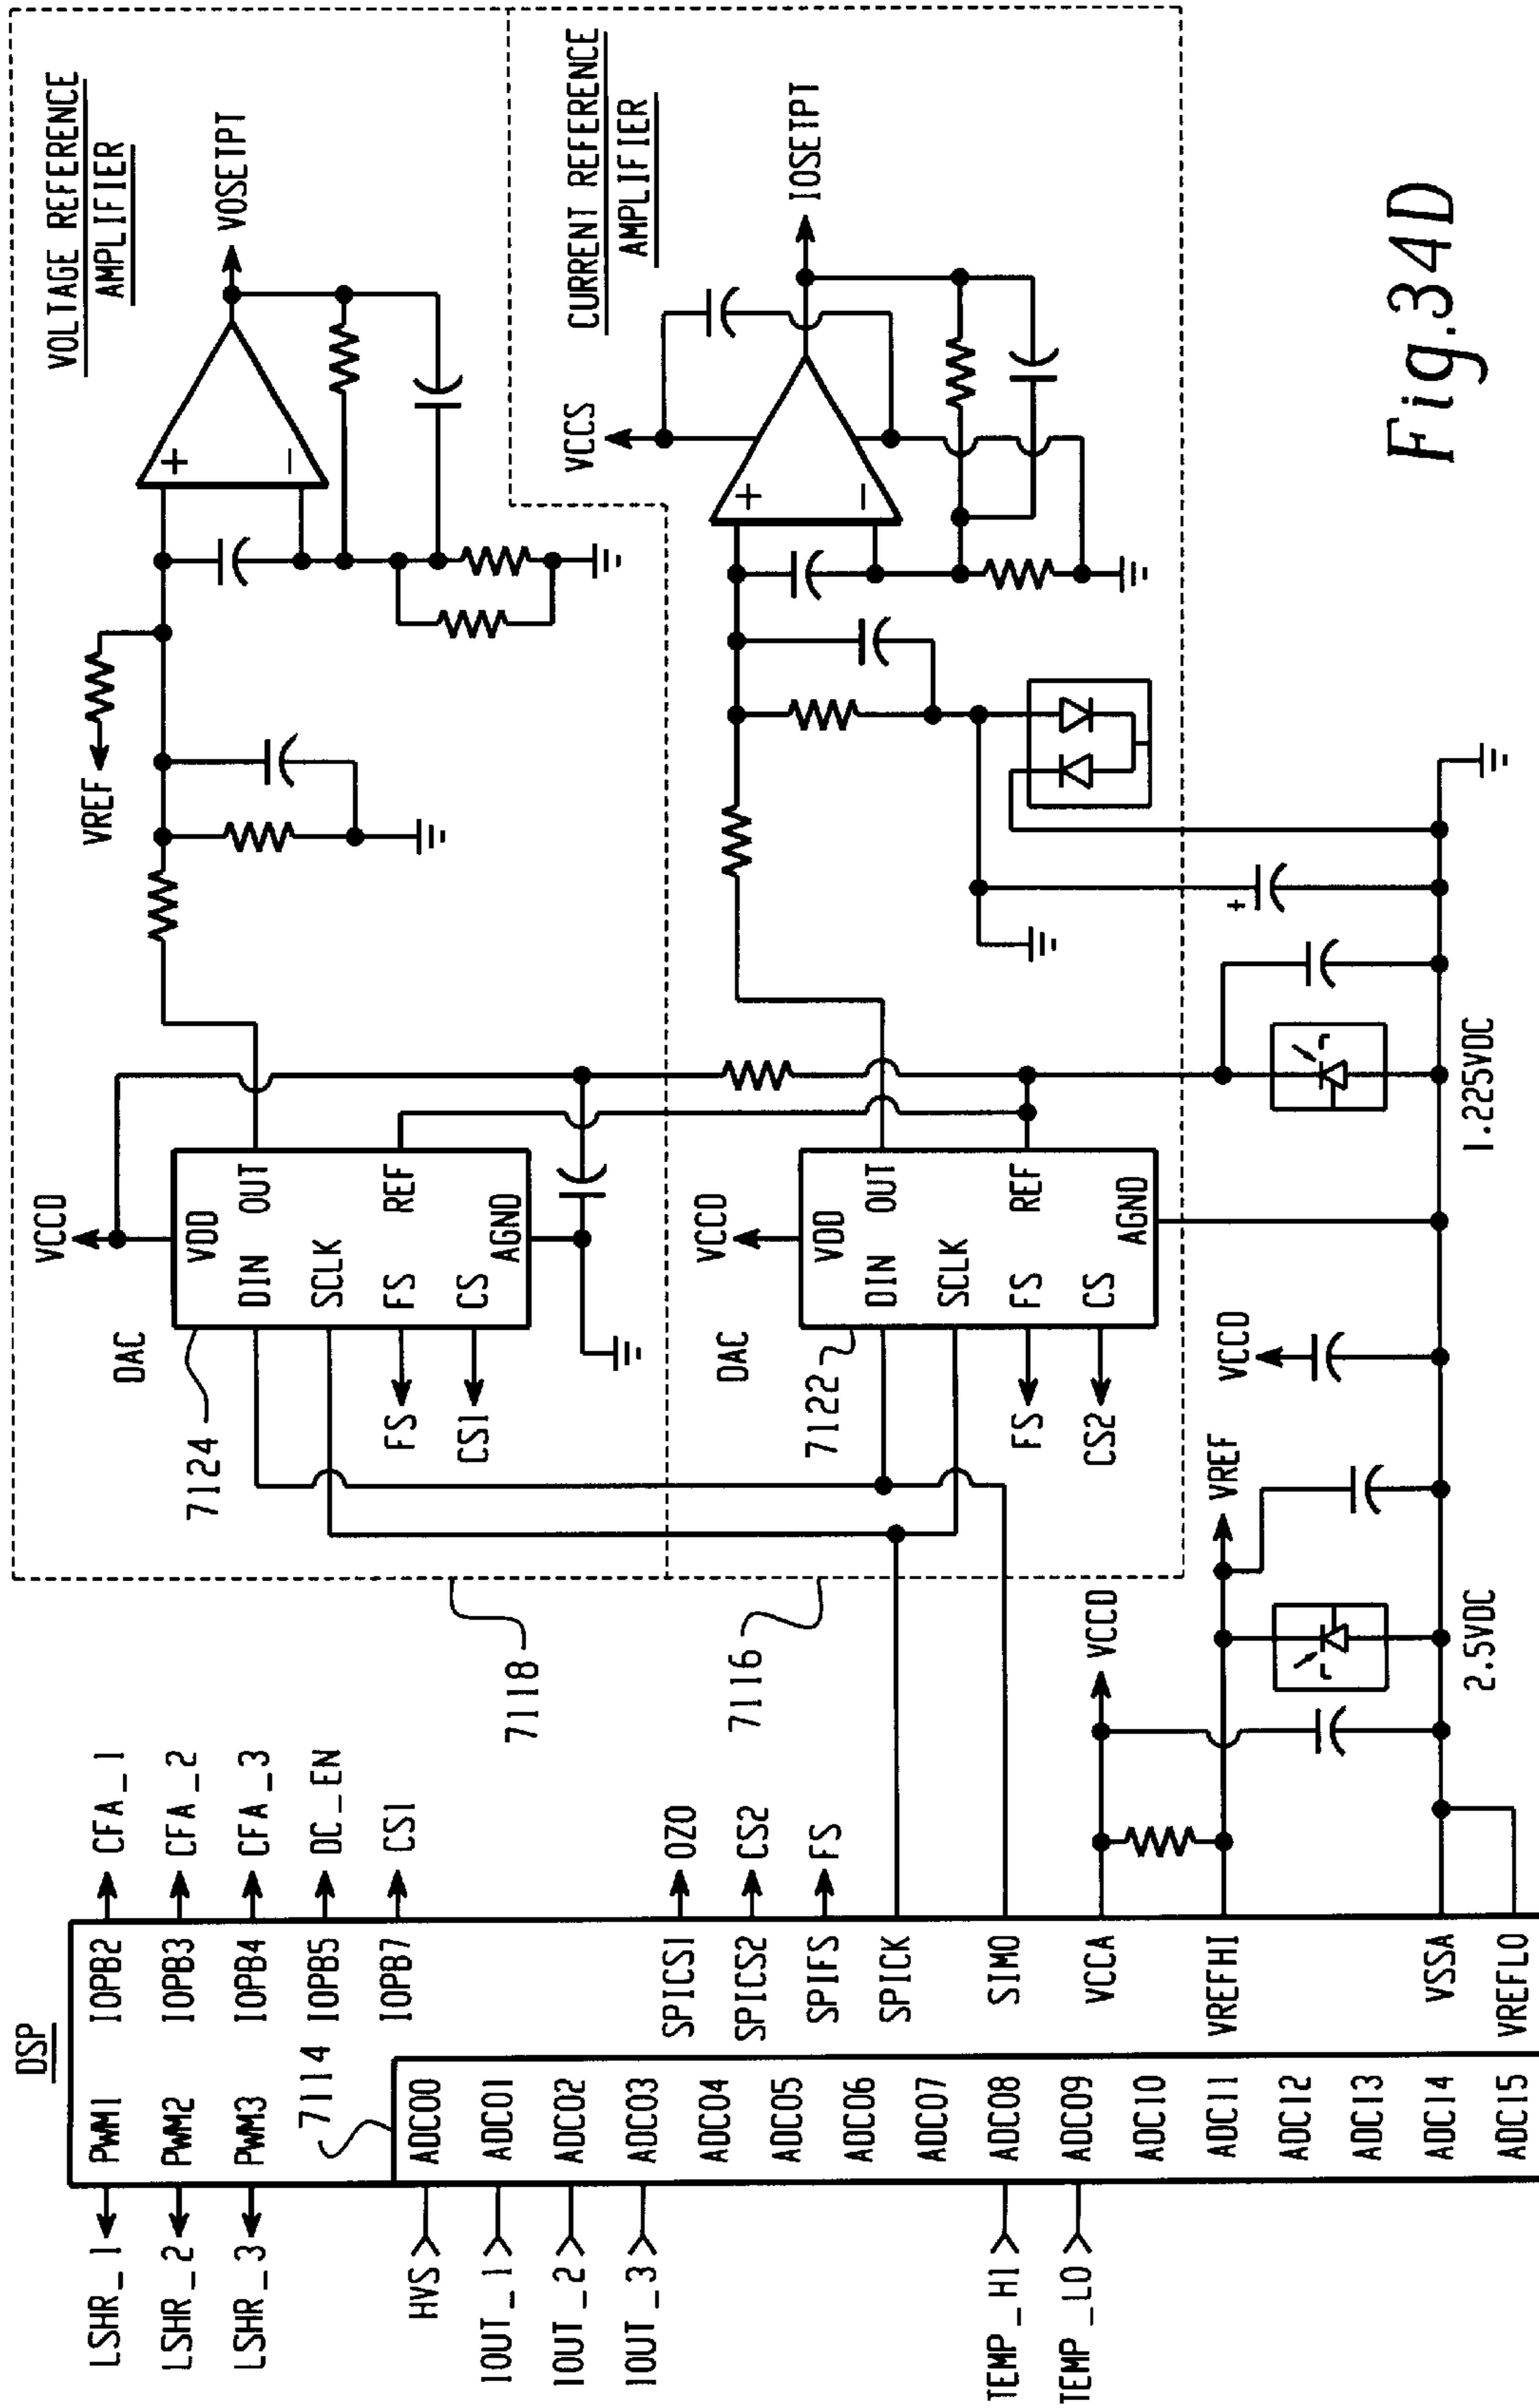 DSP
PWM1
PWM2
PWM3
LSHR_1
LSHR_2
LSHR_3
7114
ADC00
ADC01
ADC02
ADC03
ADC04
ADC05
ADC06
ADC07
ADC08
ADC09
ADC10
ADC11
ADC12
ADC13
ADC14
ADC15
HVS
IOUT_1
IOUT_2
IOUT_3
TEMP_HI
TEMP_LO
IOPB2
IOPB3
IOPB4
IOPB5
IOPB7
CFA_1
CFA_2
CFA_3
DC_EN
CS1
SPICS1
SPICS2
SPIFS
SPICK
SIMO
VCCA
VREFHI
VSSA
VREFLO
OZO
CS2
FS
VCCD
VREF
2.5VDC
VCCD
1.225VDC
7118
7116
7124
DAC
VCCD
VDD
DIN OUT
SCLK
FS REF
CS
AGND
FS
CS1
7122
DAC
VCCD
VDD
DIN OUT
SCLK
FS REF
CS
AGND
FS
CS2
VREF
VOLTAGE REFERENCE
AMPLIFIER
+
−
VOSETPT
CURRENT REFERENCE
AMPLIFIER
VCCS
+
−
IOSETPT
+
Fig.34D